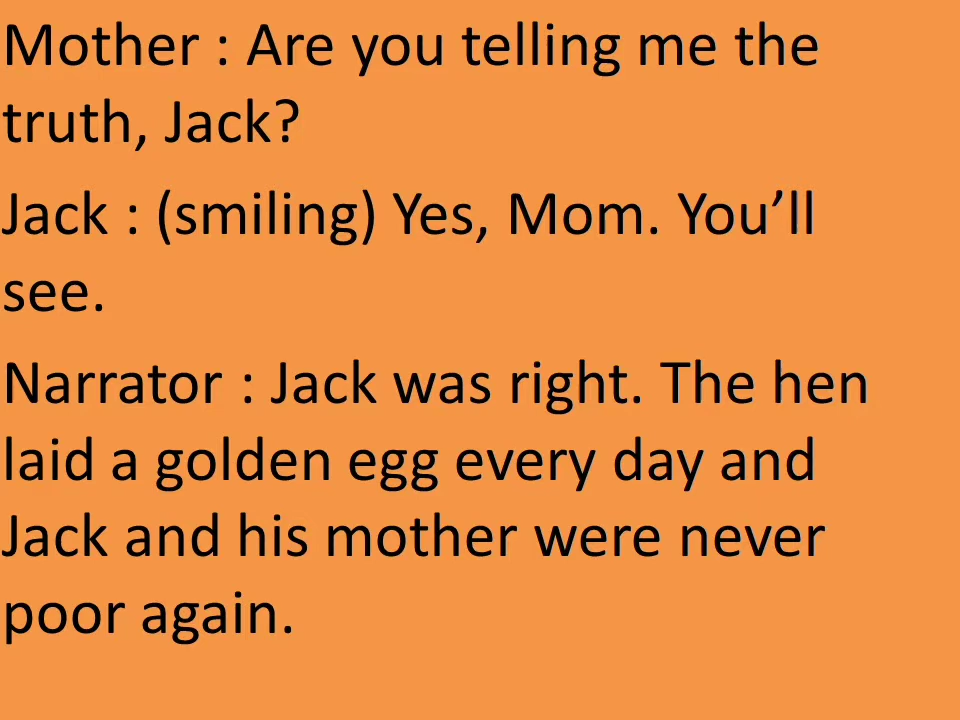 Mother : Are you telling me the
truth, Jack?
Jack : (smiling) Yes, Mom. You’ll
see.
Narrator : Jack was right. The hen
laid a golden egg every day and
Jack and his mother were never
poor again.